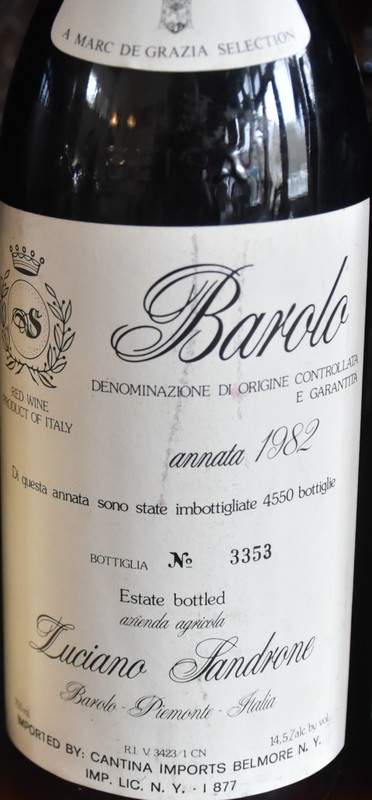 A MARC DE GRAZIA SELECTION
S
RED WINE
PRODUCT OF ITALY
Barolo
DENOMINAZIONE DI ORIGINE CONTROLLATA
E GARANTITA
annata 1982
Di questa annata sono state imbottigliate 4550 bottiglie
BOTTIGLIA No 3353
Estate bottled
azienda agricola
Luciano Sandrone
Barolo - Piemonte - Italia
750ml
R.I. V. 3423/1 CN
14,5% alc. by vol.
IMPORTED BY: CANTINA IMPORTS BELMORE N. Y.
IMP. LIC. N. Y. - I 877